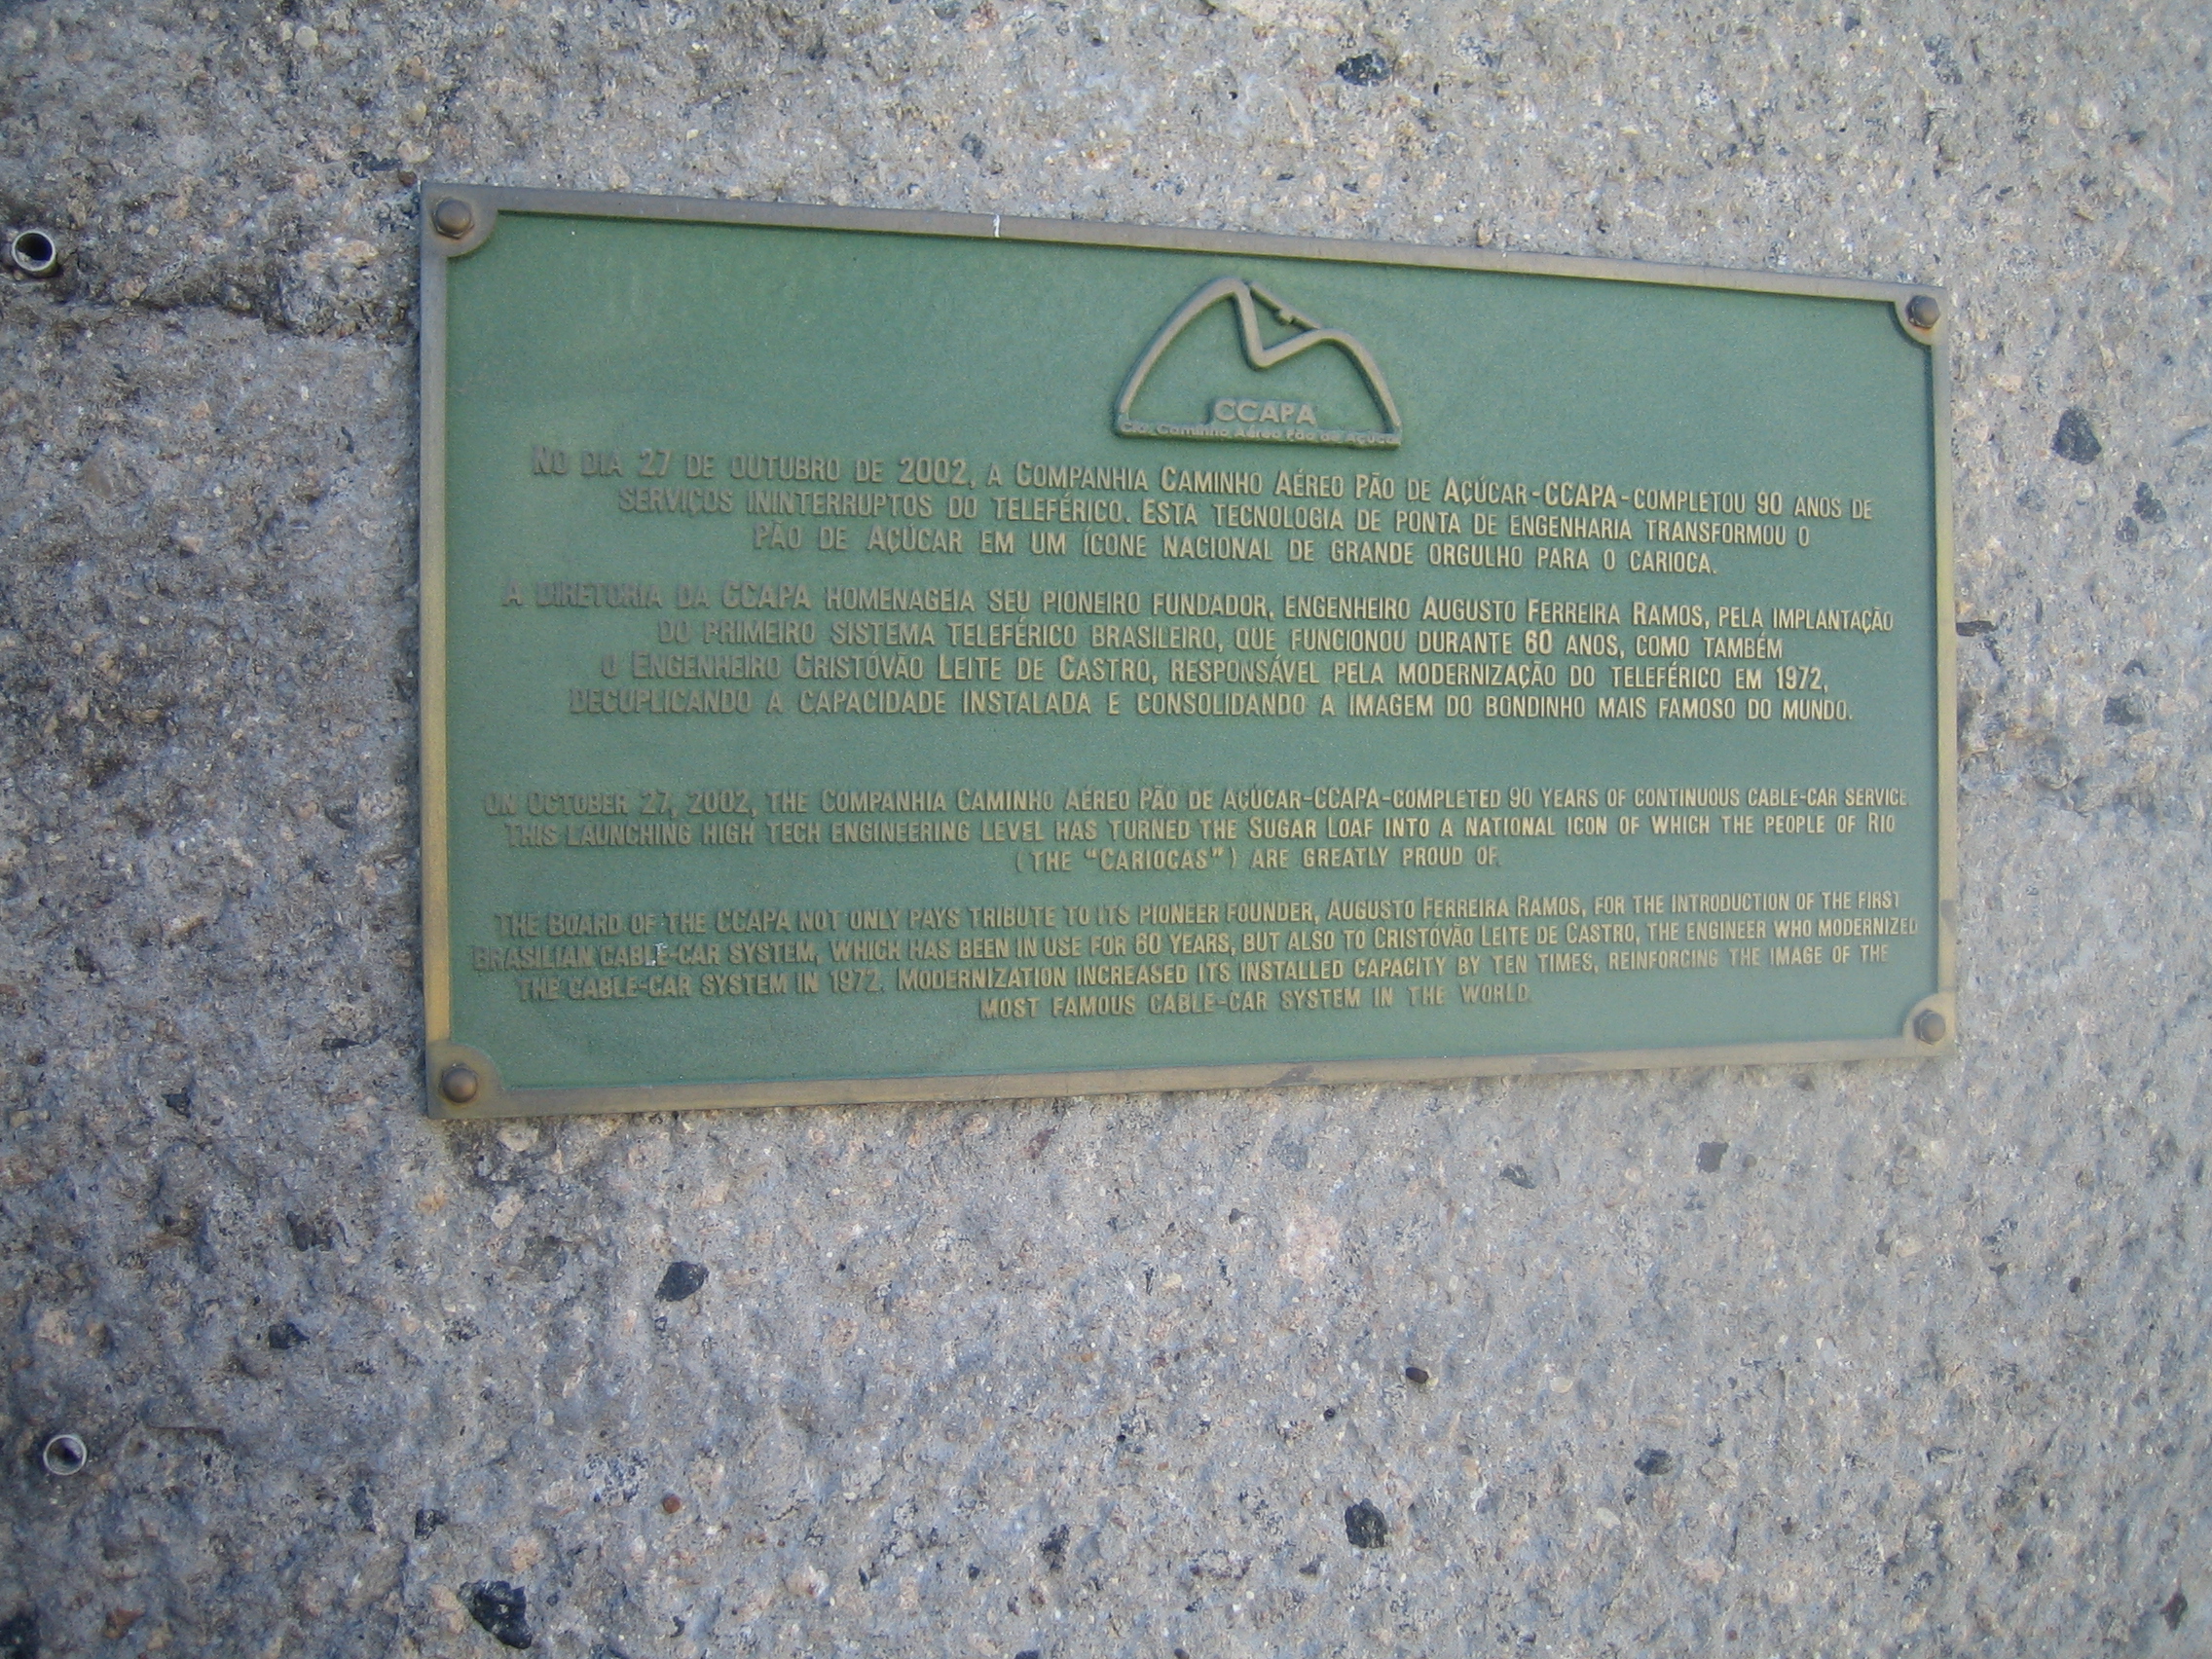 CCAPA
Cia. Caminho Aéreo Pão de Açúcar
NO DIA 27 DE OUTUBRO DE 2002, A COMPANHIA CAMINHO AÉREO PÃO DE AÇÚCAR-CCAPA-COMPLETOU 90 ANOS DE
SERVIÇOS ININTERRUPTOS DO TELEFÉRICO. ESTA TECNOLOGIA DE PONTA DE ENGENHARIA TRANSFORMOU O
PÃO DE AÇÚCAR EM UM ÍCONE NACIONAL DE GRANDE ORGULHO PARA O CARIOCA.
A DIRETORIA DA CCAPA HOMENAGEIA SEU PIONEIRO FUNDADOR, ENGENHEIRO AUGUSTO FERREIRA RAMOS, PELA IMPLANTAÇÃO
DO PRIMEIRO SISTEMA TELEFÉRICO BRASILEIRO, QUE FUNCIONOU DURANTE 60 ANOS, COMO TAMBÉM
O ENGENHEIRO CRISTÓVÃO LEITE DE CASTRO, RESPONSÁVEL PELA MODERNIZAÇÃO DO TELEFÉRICO EM 1972,
DECUPLICANDO A CAPACIDADE INSTALADA E CONSOLIDANDO A IMAGEM DO BONDINHO MAIS FAMOSO DO MUNDO.
ON OCTOBER 27, 2002, THE COMPANHIA CAMINHO AÉREO PÃO DE AÇÚCAR-CCAPA-COMPLETED 90 YEARS OF CONTINUOUS CABLE-CAR SERVICE.
THIS LAUNCHING HIGH TECH ENGINEERING LEVEL HAS TURNED THE SUGAR LOAF INTO A NATIONAL ICON OF WHICH THE PEOPLE OF RIO
(THE "CARIOCAS") ARE GREATLY PROUD OF.
THE BOARD OF THE CCAPA NOT ONLY PAYS TRIBUTE TO ITS PIONEER FOUNDER, AUGUSTO FERREIRA RAMOS, FOR THE INTRODUCTION OF THE FIRST
BRASILIAN CABLE-CAR SYSTEM, WHICH HAS BEEN IN USE FOR 60 YEARS, BUT ALSO TO CRISTÓVÃO LEITE DE CASTRO, THE ENGINEER WHO MODERNIZED
THE CABLE-CAR SYSTEM IN 1972. MODERNIZATION INCREASED ITS INSTALLED CAPACITY BY TEN TIMES, REINFORCING THE IMAGE OF THE
MOST FAMOUS CABLE-CAR SYSTEM IN THE WORLD.